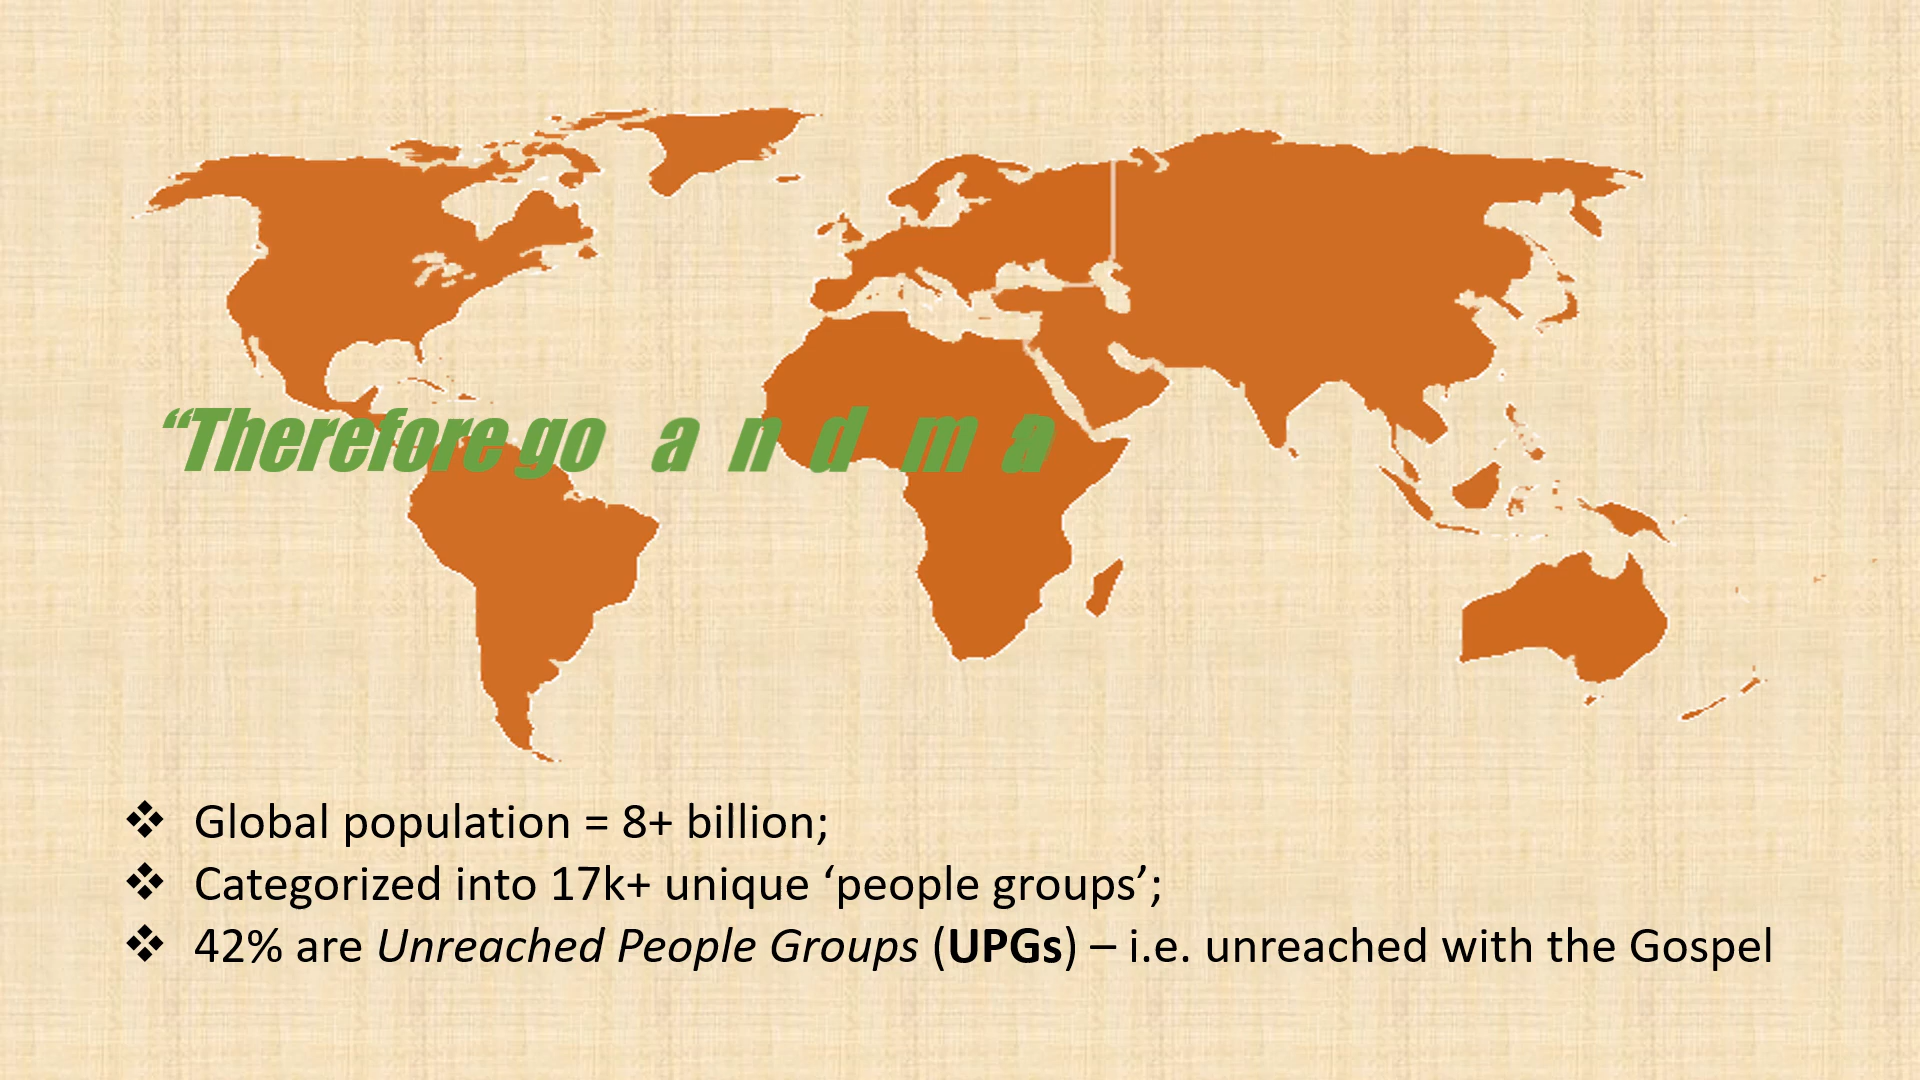 “Therefore go a n d m a
❖ Global population = 8+ billion;
❖ Categorized into 17k+ unique ‘people groups’;
❖ 42% are Unreached People Groups (UPGs) – i.e. unreached with the Gospel